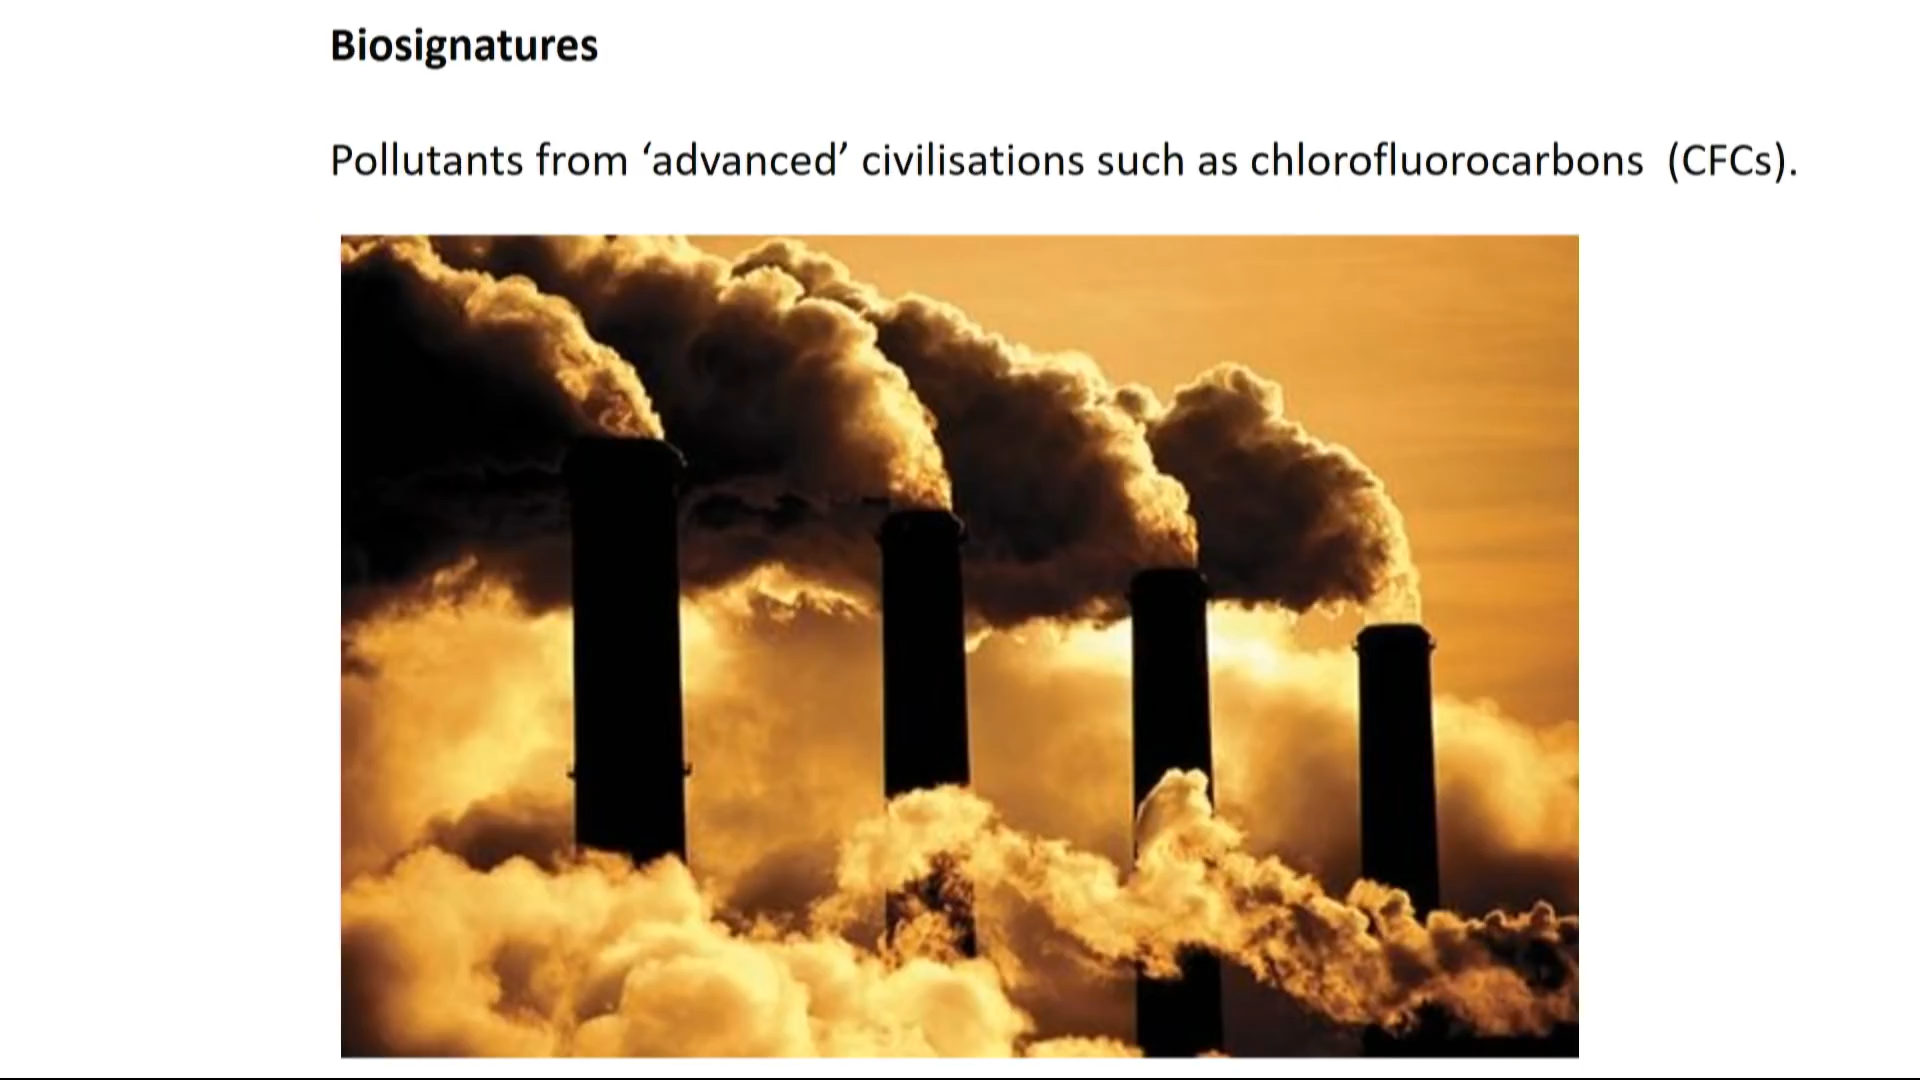 Biosignatures
Pollutants from ‘advanced’ civilisations such as chlorofluorocarbons (CFCs).